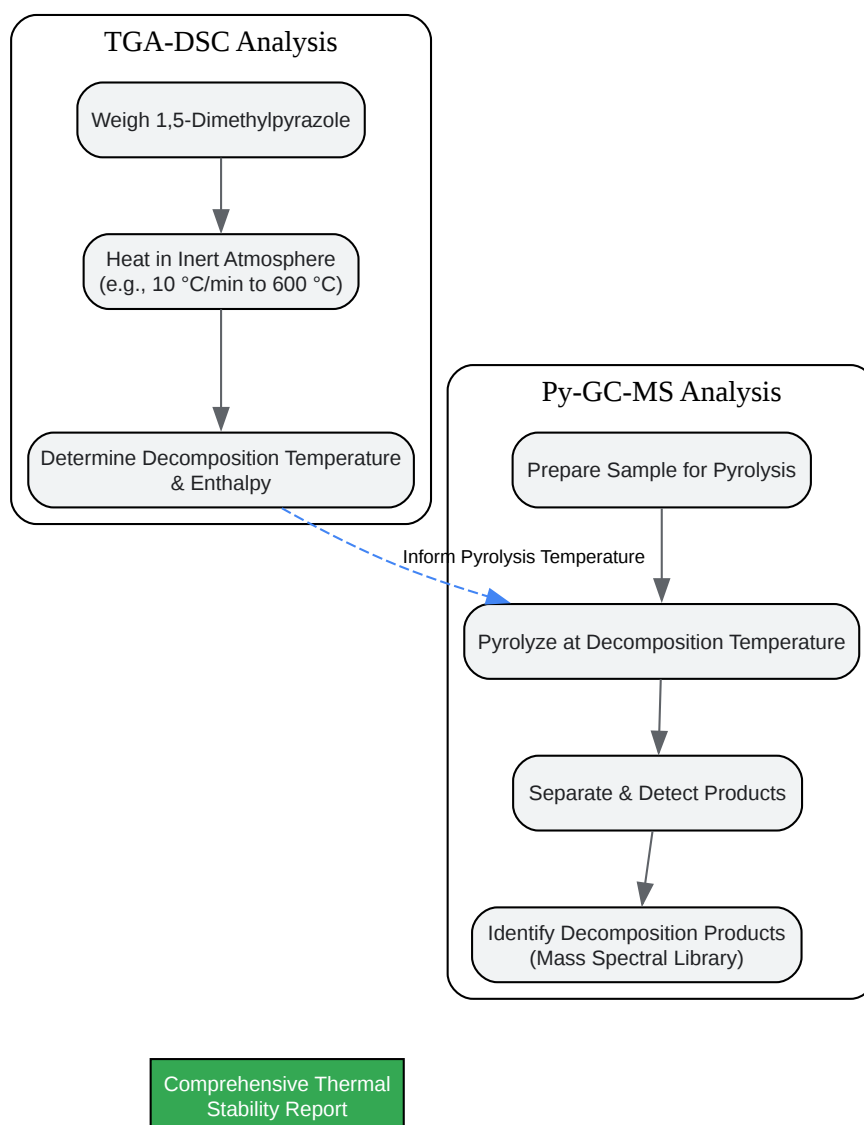 TGA-DSC Analysis
Weigh 1,5-Dimethylpyrazole
Heat in Inert Atmosphere
(e.g., 10 °C/min to 600 °C)
Determine Decomposition Temperature
& Enthalpy
Inform Pyrolysis Temperature
Py-GC-MS Analysis
Prepare Sample for Pyrolysis
Pyrolyze at Decomposition Temperature
Separate & Detect Products
Identify Decomposition Products
(Mass Spectral Library)
Comprehensive Thermal
Stability Report